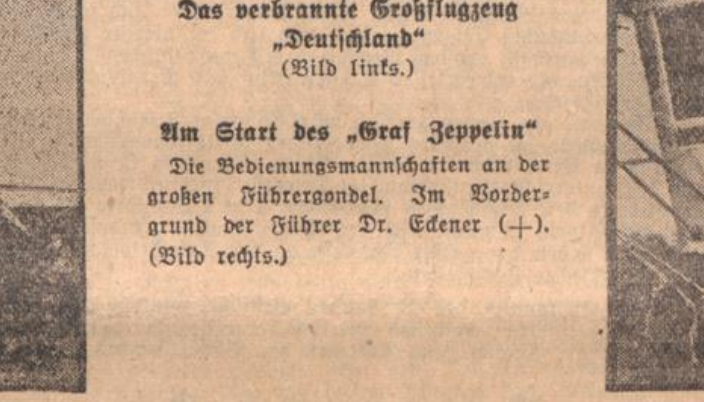 Das verbrannte Großflugzeug
„Deutschland“
(Bild links.)
Am Start des „Graf Zeppelin“
Die Bedienungsmannschaften an der
großen Führergondel. Im Vorder-
grund der Führer Dr. Eckener (+).
(Bild rechts.)